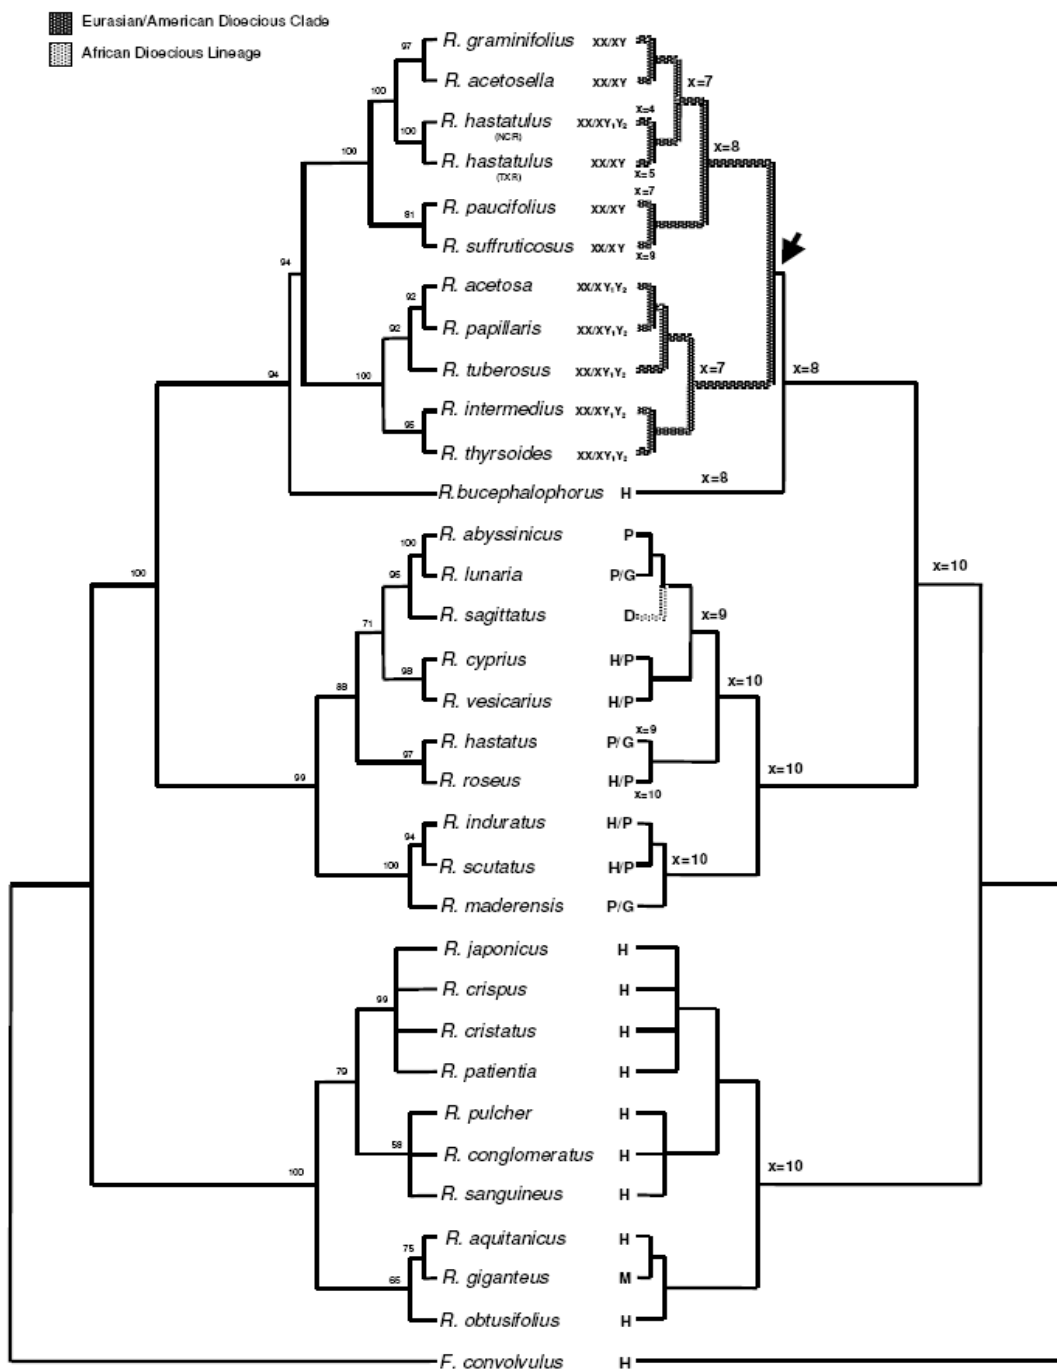 Eurasian/American Dioecious Clade
African Dioecious Lineage
97 R. graminifolius XX/XY
R. acetosella XX/XY x=7
100
R. hastatulus XX/XY₁Y₂ x=4
(NCR)
100 x=8
100 R. hastatulus XX/XY x=5
(TXR)
R. paucifolius XX/XY x=7
81
R. suffruticosus XX/XY x=9
94
R. acetosa XX/XY₁Y₂
92
R. papillaris XX/XY₁Y₂
92
R. tuberosus XX/XY₁Y₂ x=7 x=8
94 100
R. intermedius XX/XY₁Y₂
95
R. thyrsoides XX/XY₁Y₂
R.bucephalophorus H x=8
R. abyssinicus P
100
100 95 R. lunaria P/G x=10
R. sagittatus D x=9
71
R. cyprius H/P
98
88 R. vesicarius H/P x=10
R. hastatus P/G x=9
97
99 R. roseus H/P x=10 x=10
R. induratus H/P
94
100 R. scutatus H/P x=10
R. maderensis P/G
R. japonicus H
R. crispus H
99
R. cristatus H
79 R. patientia H
R. pulcher H
58 R. conglomeratus H
100 x=10
R. sanguineus H
R. aquitanicus H
75
65 R. giganteus M
R. obtusifolius H
F. convolvulus H